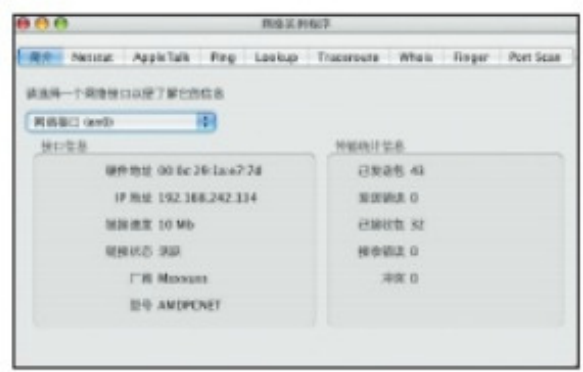 网络实用程序
简介 Netstat AppleTalk Ping Lookup Traceroute Whois Finger Port Scan
请选择一个网络接口以便了解它的信息
网络接口 (en0)
接口信息
硬件地址 00:0c:29:1a:e7:7d
IP 地址 192.168.242.134
链接速度 10 Mb
链接状态 活跃
厂商
型号 AMDPCNET
传输统计信息
已发送包 43
发送错误 0
已接收包 32
接收错误 0
冲突 0